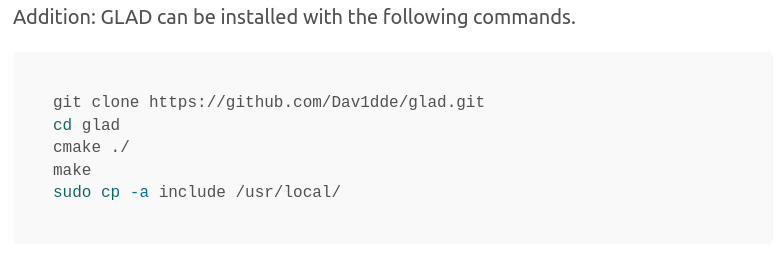 Addition: GLAD can be installed with the following commands.
git clone https://github.com/Dav1dde/glad.git
cd glad
cmake ./
make
sudo cp -a include /usr/local/